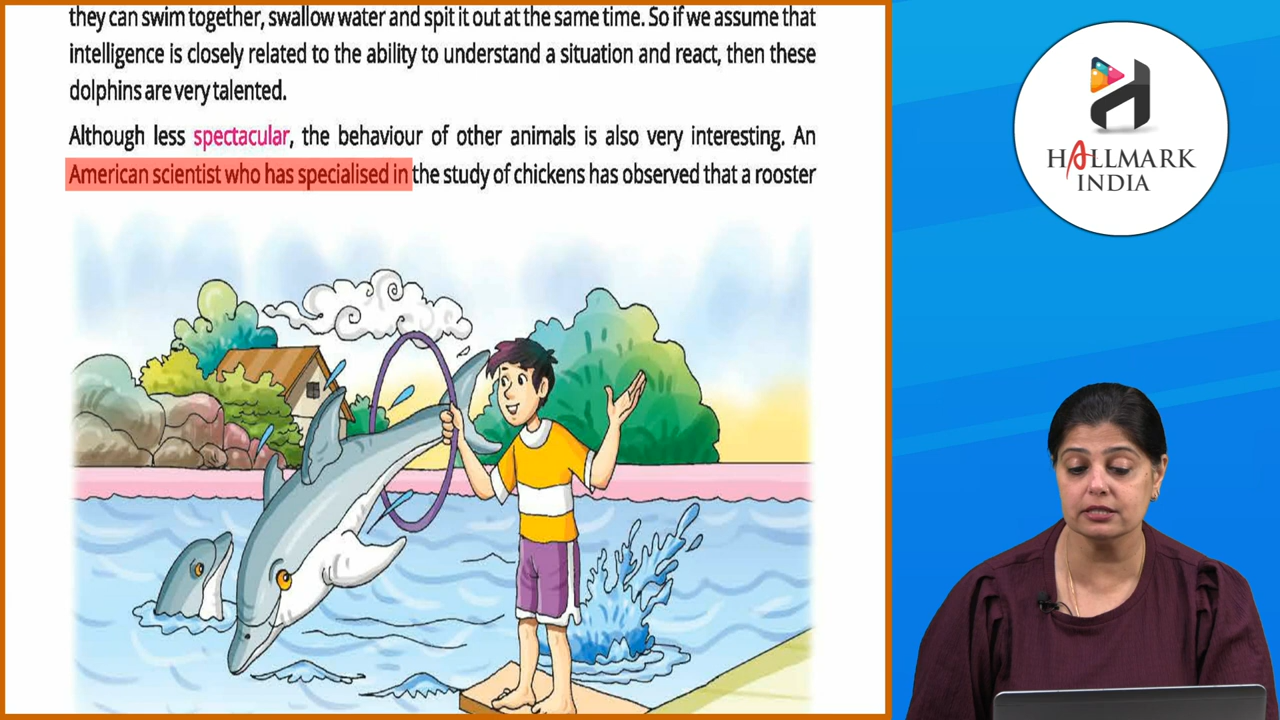 they can swim together, swallow water and spit it out at the same time. So if we assume that
intelligence is closely related to the ability to understand a situation and react, then these
dolphins are very talented.
Although less spectacular, the behaviour of other animals is also very interesting. An
American scientist who has specialised in the study of chickens has observed that a rooster
HALLMARK
INDIA